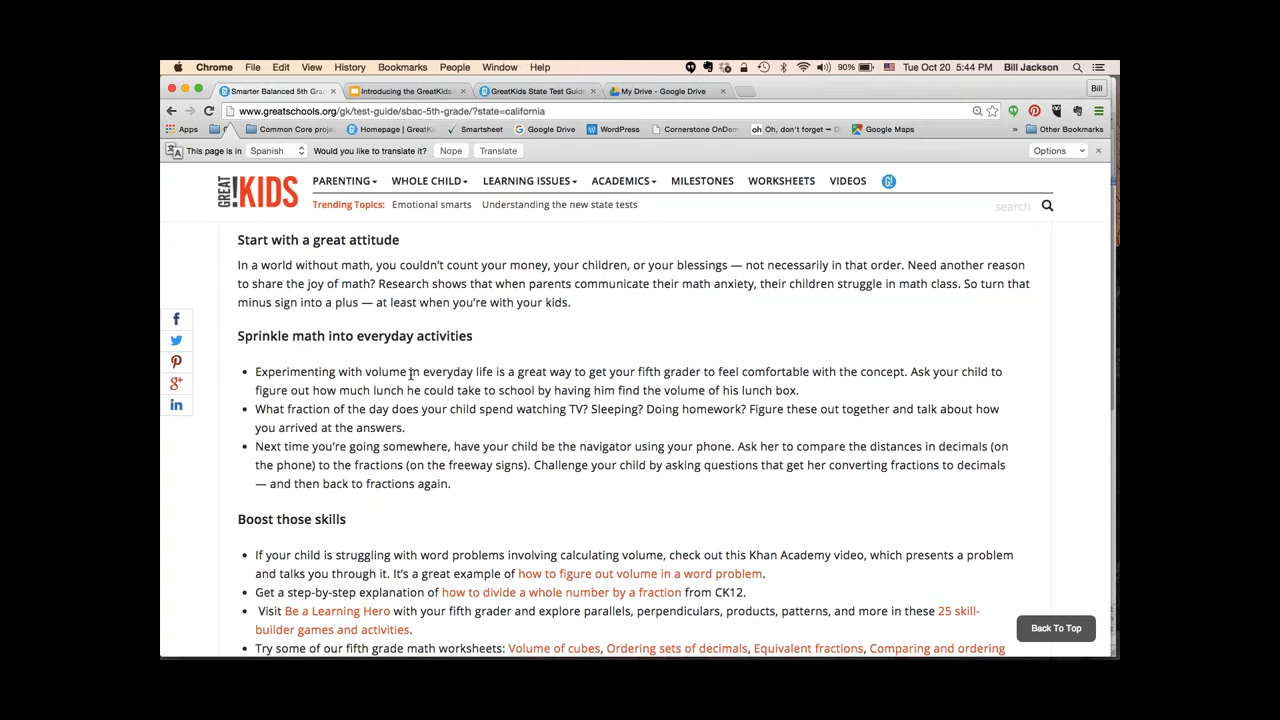 Chrome File Edit View History Bookmarks People Window Help 90% Tue Oct 20 5:44 PM Bill Jackson
Smarter Balanced 5th Gra Introducing the GreatKids GreatKids State Test Guide My Drive - Google Drive Bill
www.greatschools.org/gk/test-guide/sbac-5th-grade/?state=california
Apps Common Core proj Homepage | GreatKi Smartsheet Google Drive WordPress Cornerstone OnDem oh Oh, don't forget — D Google Maps » Other Bookmarks
This page is in Spanish Would you like to translate it? Nope Translate Options
GREAT!KIDS PARENTING WHOLE CHILD LEARNING ISSUES ACADEMICS MILESTONES WORKSHEETS VIDEOS G!
Trending Topics: Emotional smarts Understanding the new state tests search
Start with a great attitude
In a world without math, you couldn't count your money, your children, or your blessings — not necessarily in that order. Need another reason
to share the joy of math? Research shows that when parents communicate their math anxiety, their children struggle in math class. So turn that
minus sign into a plus — at least when you're with your kids.
Sprinkle math into everyday activities
• Experimenting with volume in everyday life is a great way to get your fifth grader to feel comfortable with the concept. Ask your child to
figure out how much lunch he could take to school by having him find the volume of his lunch box.
• What fraction of the day does your child spend watching TV? Sleeping? Doing homework? Figure these out together and talk about how
you arrived at the answers.
• Next time you're going somewhere, have your child be the navigator using your phone. Ask her to compare the distances in decimals (on
the phone) to the fractions (on the freeway signs). Challenge your child by asking questions that get her converting fractions to decimals
— and then back to fractions again.
Boost those skills
• If your child is struggling with word problems involving calculating volume, check out this Khan Academy video, which presents a problem
and talks you through it. It's a great example of how to figure out volume in a word problem.
• Get a step-by-step explanation of how to divide a whole number by a fraction from CK12.
• Visit Be a Learning Hero with your fifth grader and explore parallels, perpendiculars, products, patterns, and more in these 25 skill-
builder games and activities.
Back To Top
• Try some of our fifth grade math worksheets: Volume of cubes, Ordering sets of decimals, Equivalent fractions, Comparing and ordering